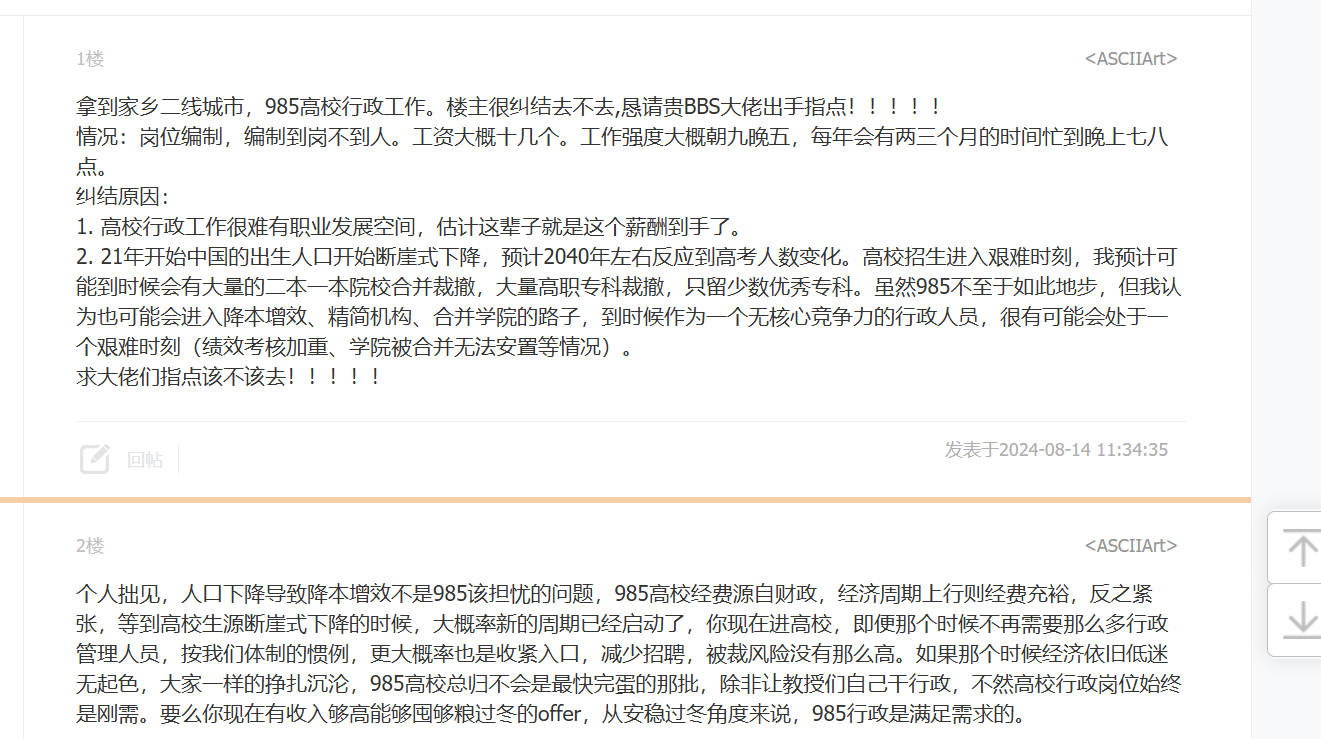 1楼
<ASCIIArt>
拿到家乡二线城市，985高校行政工作。楼主很纠结去不去,恳请贵BBS大佬出手指点！！！！！
情况：岗位编制，编制到岗不到人。工资大概十几个。工作强度大概朝九晚五，每年会有两三个月的时间忙到晚上七八
点。
纠结原因：
1. 高校行政工作很难有职业发展空间，估计这辈子就是这个薪酬到手了。
2. 21年开始中国的出生人口开始断崖式下降，预计2040年左右反应到高考人数变化。高校招生进入艰难时刻，我预计可
能到时候会有大量的二本一本院校合并裁撤，大量高职专科裁撤，只留少数优秀专科。虽然985不至于如此地步，但我认
为也可能会进入降本增效、精简机构、合并学院的路子，到时候作为一个无核心竞争力的行政人员，很有可能会处于一
个艰难时刻（绩效考核加重、学院被合并无法安置等情况）。
求大佬们指点该不该去！！！！！
回帖
发表于2024-08-14 11:34:35
2楼
<ASCIIArt>
个人拙见，人口下降导致降本增效不是985该担忧的问题，985高校经费源自财政，经济周期上行则经费充裕，反之紧
张，等到高校生源断崖式下降的时候，大概率新的周期已经启动了，你现在进高校，即便那个时候不再需要那么多行政
管理人员，按我们体制的惯例，更大概率也是收紧入口，减少招聘，被裁风险没有那么高。如果那个时候经济依旧低迷
无起色，大家一样的挣扎沉沦，985高校总归不会是最快完蛋的那批，除非让教授们自己干行政，不然高校行政岗位始终
是刚需。要么你现在有收入够高能够囤够粮过冬的offer，从安稳过冬角度来说，985行政是满足需求的。